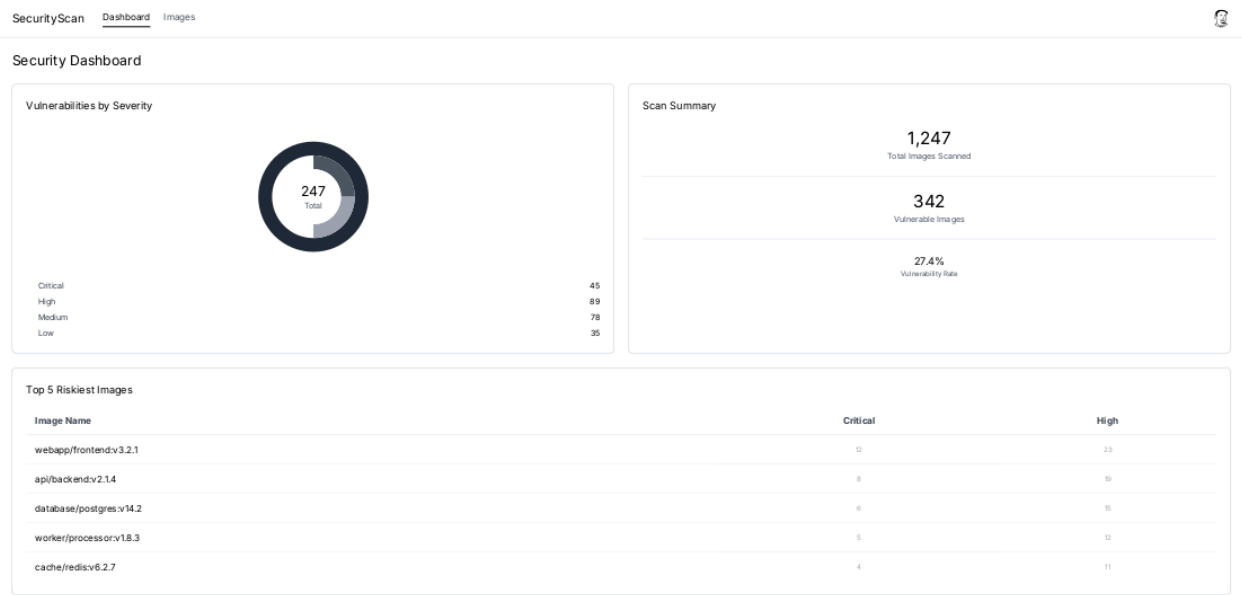 SecurityScan Dashboard Images
Security Dashboard
Vulnerabilities by Severity
247
Total
Critical 45
High 89
Medium 78
Low 35
Scan Summary
1,247
Total Images Scanned
342
Vulnerable Images
27.4%
Vulnerability Rate
Top 5 Riskiest Images
Image Name Critical High
webapp/frontend:v3.2.1 12 23
api/backend:v2.1.4 8 19
database/postgres:v14.2 6 15
worker/processor:v1.8.3 5 12
cache/redis:v6.2.7 4 11